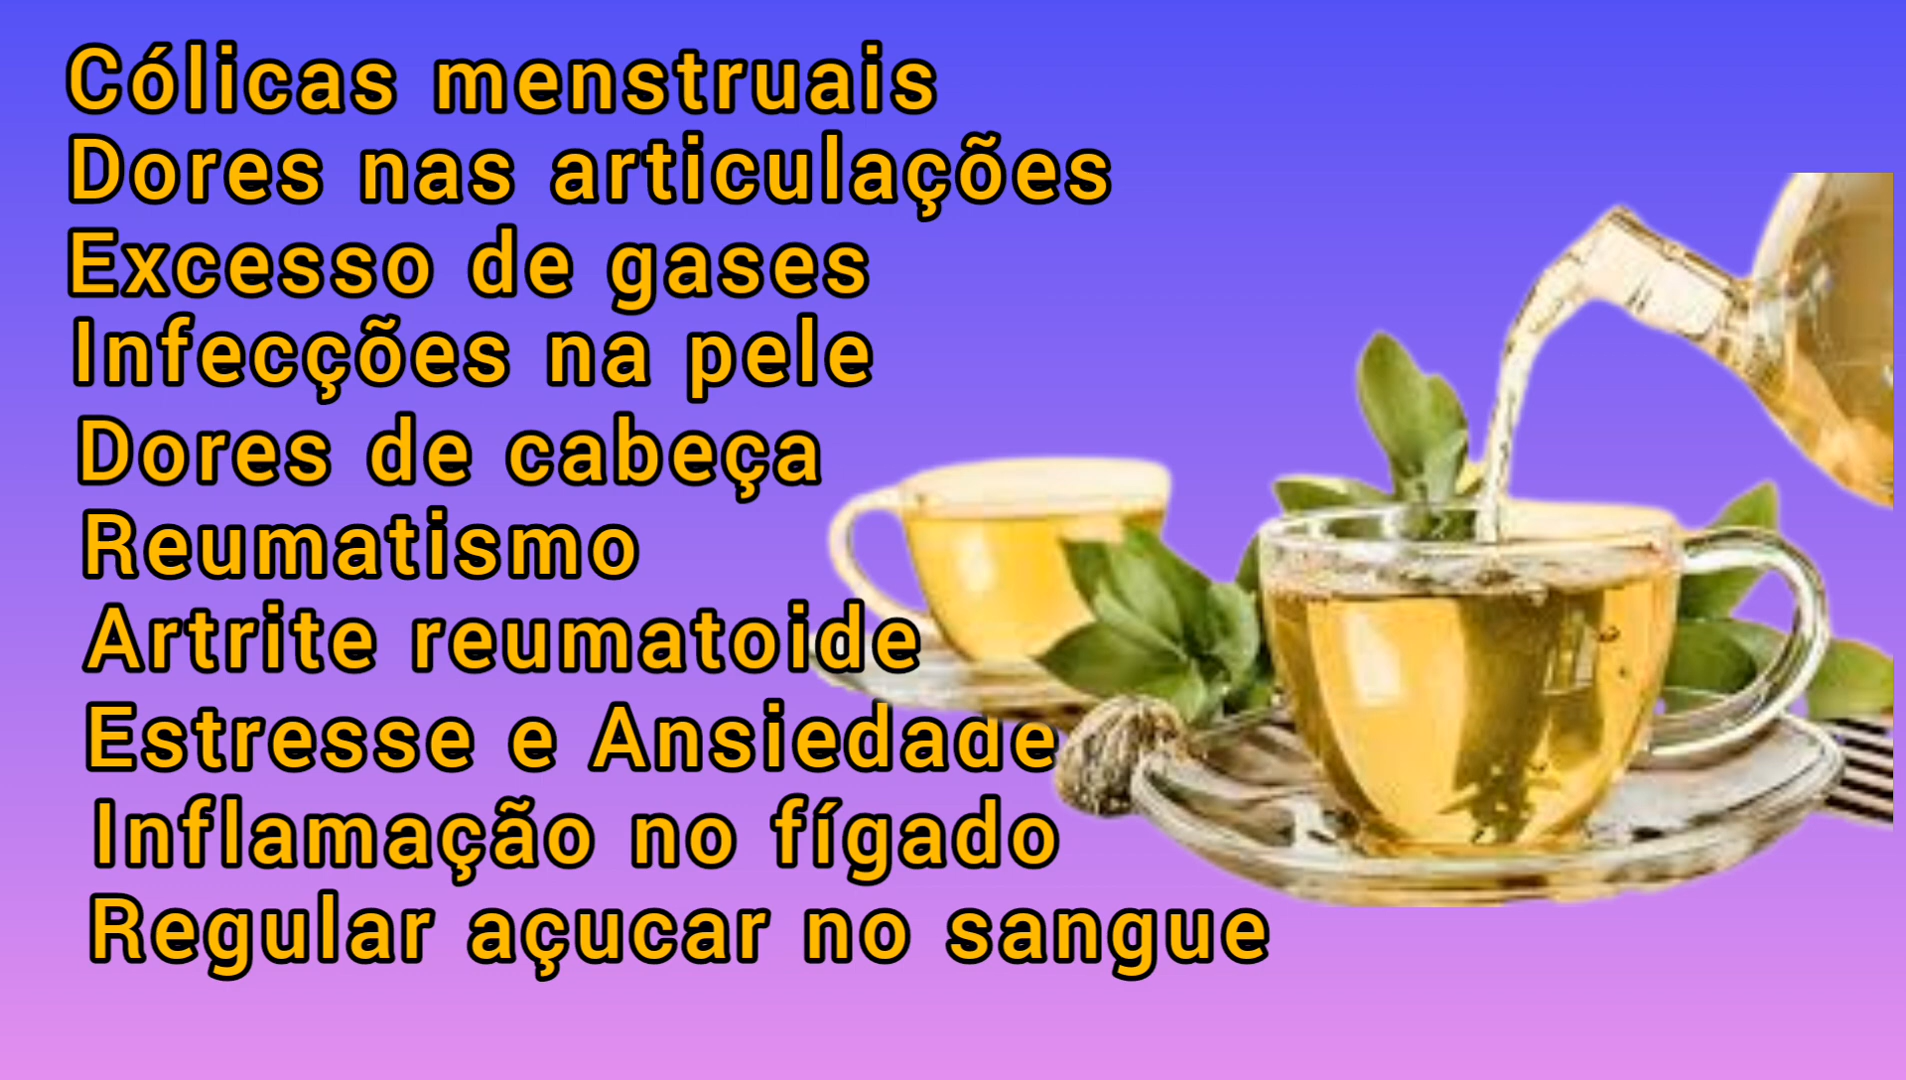 Cólicas menstruais
Dores nas articulações
Excesso de gases
Infecções na pele
Dores de cabeça
Reumatismo
Artrite reumatoide
Estresse e Ansiedade
Inflamação no fígado
Regular açucar no sangue